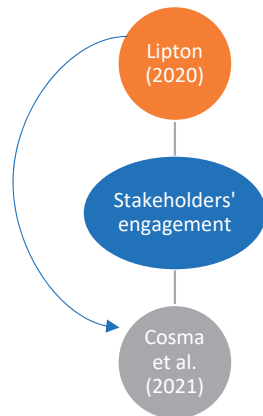 Lipton
(2020)
Stakeholders'
engagement
Cosma
et al.
(2021)